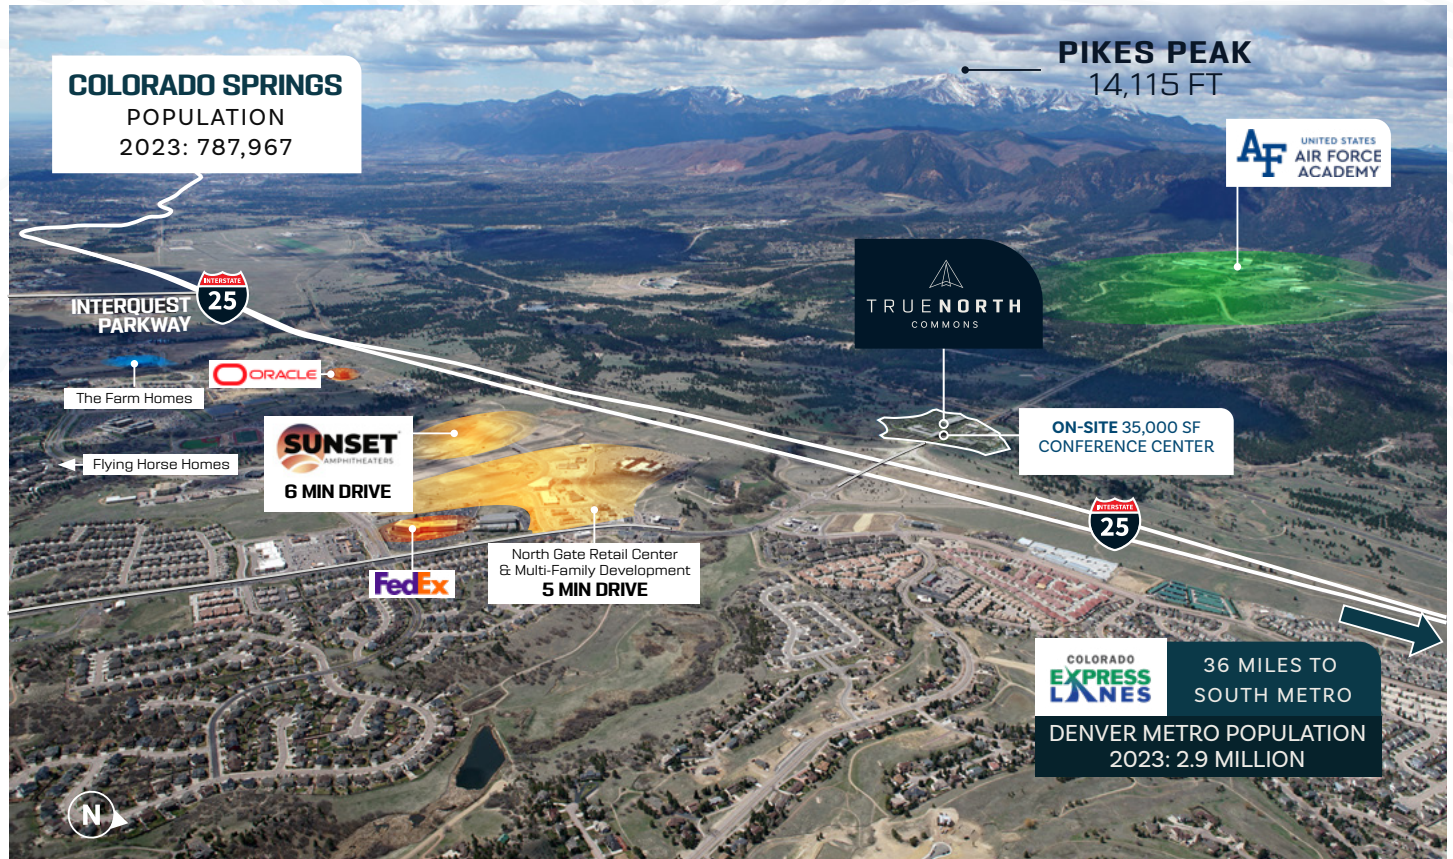 COLORADO SPRINGS
POPULATION
2023: 787,967
PIKES PEAK
14,115 FT
AF
UNITED STATES
AIR FORCE
ACADEMY
INTERSTATE
25
INTERQUEST
PARKWAY
TRUENORTH
COMMONS
The Farm Homes
ORACLE
SUNSET
AMPHITHEATERS
6 MIN DRIVE
ON-SITE 35,000 SF
CONFERENCE CENTER
Flying Horse Homes
INTERSTATE
25
North Gate Retail Center
& Multi-Family Development
5 MIN DRIVE
FedEx
COLORADO
EXPRESS
LANES
36 MILES TO
SOUTH METRO
DENVER METRO POPULATION
2023: 2.9 MILLION
N